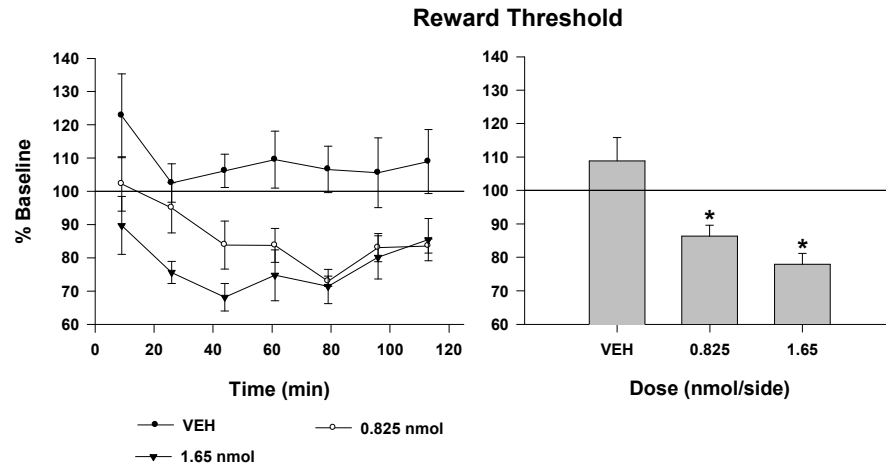 Reward Threshold
% Baseline
140
130
120
110
100
90
80
70
60
0 20 40 60 80 100 120
Time (min)
VEH
0.825 nmol
1.65 nmol
140
130
120
110
100
90
80
70
60
*
*
VEH 0.825 1.65
Dose (nmol/side)